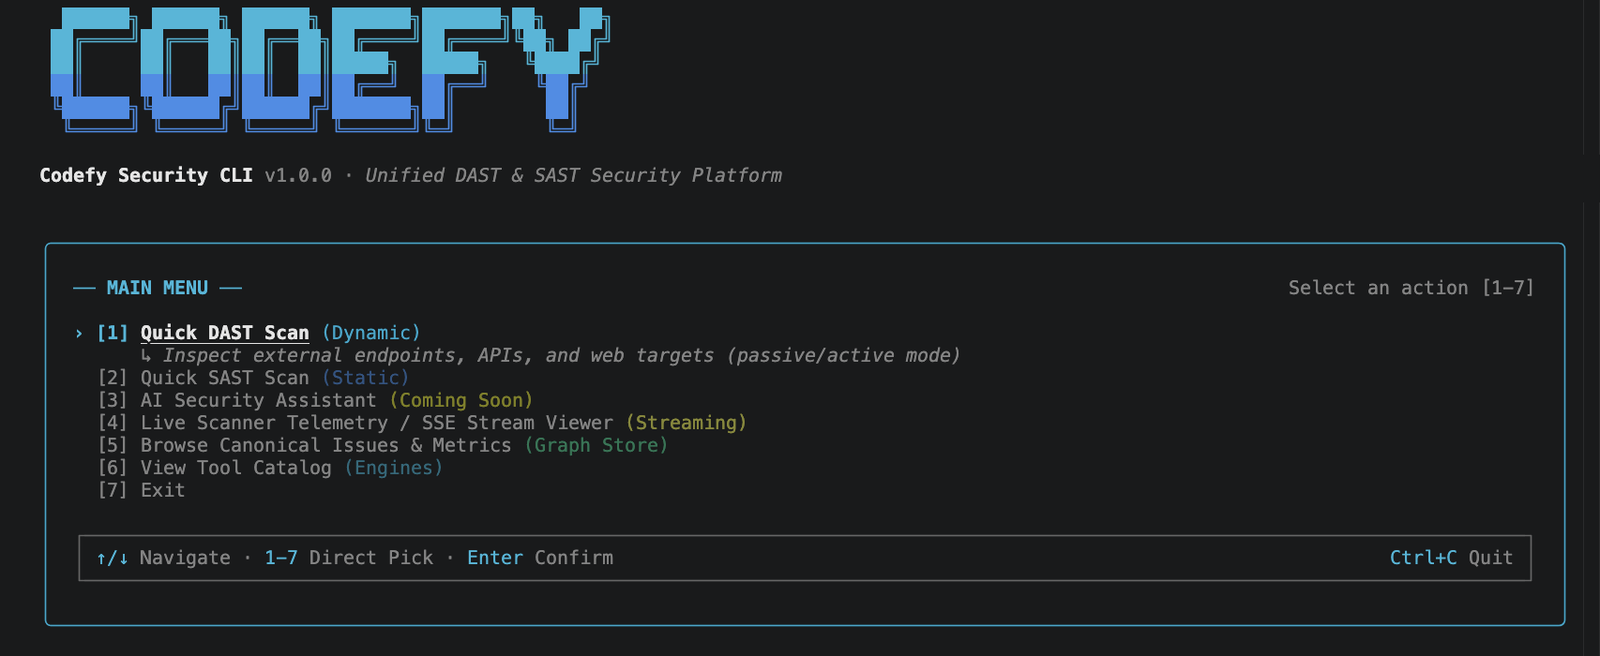 CODEFY
Codefy Security CLI v1.0.0 · Unified DAST & SAST Security Platform
── MAIN MENU ── Select an action [1–7]
› [1] Quick DAST Scan (Dynamic)
↳ Inspect external endpoints, APIs, and web targets (passive/active mode)
[2] Quick SAST Scan (Static)
[3] AI Security Assistant (Coming Soon)
[4] Live Scanner Telemetry / SSE Stream Viewer (Streaming)
[5] Browse Canonical Issues & Metrics (Graph Store)
[6] View Tool Catalog (Engines)
[7] Exit
↑/↓ Navigate · 1–7 Direct Pick · Enter Confirm Ctrl+C Quit